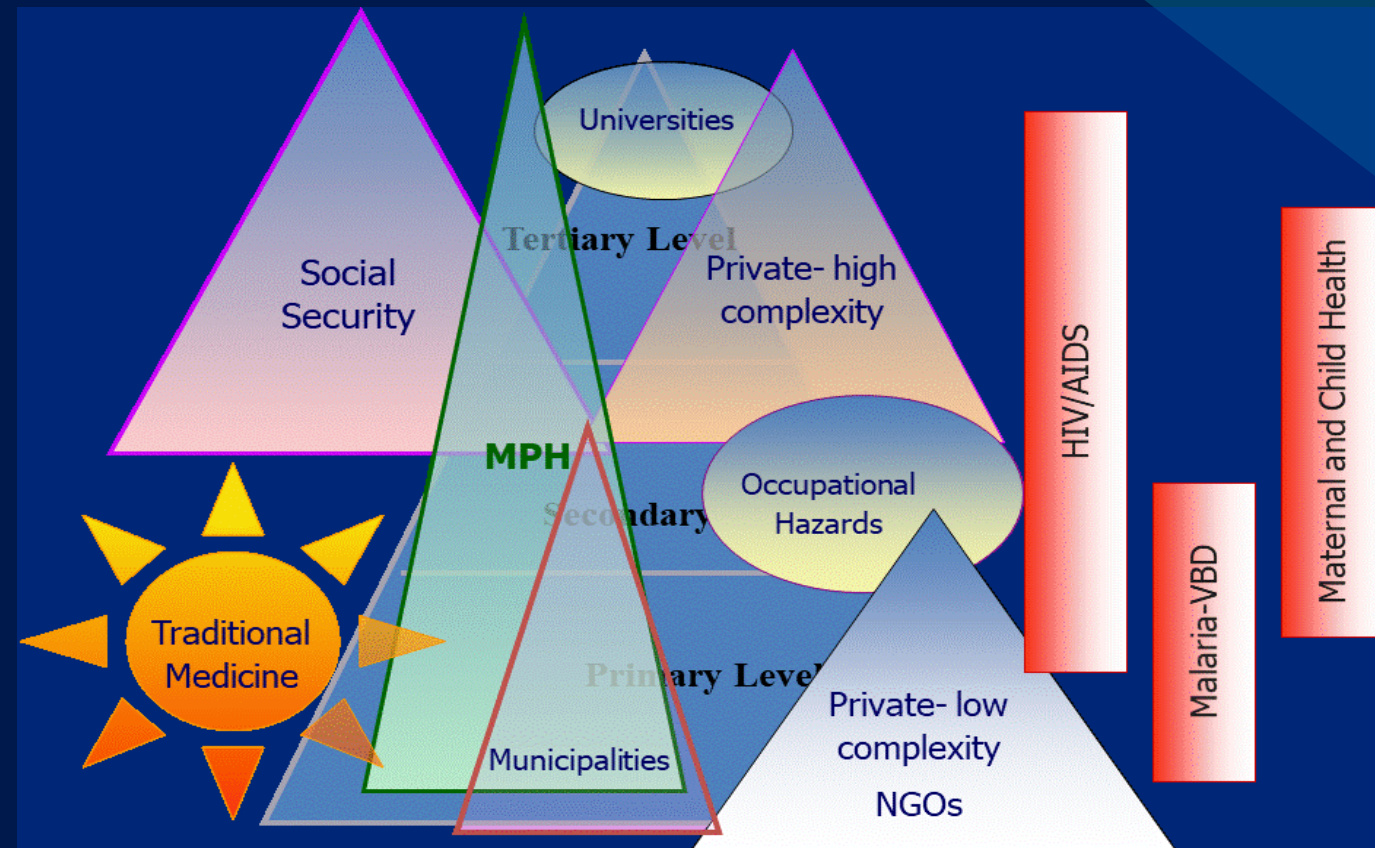 Universities
Tertiary Level
Social
Security
Private- high
complexity
HIV/AIDS
Maternal and Child Health
MPH
Occupational
Hazards
Secondary
Malaria-VBD
Traditional
Medicine
Primary Level
Private- low
complexity
Municipalities
NGOs